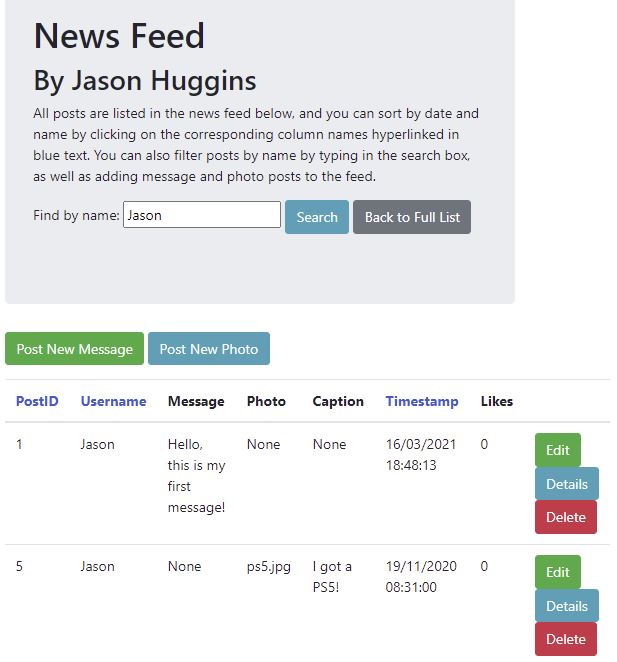 News Feed
By Jason Huggins
All posts are listed in the news feed below, and you can sort by date and
name by clicking on the corresponding column names hyperlinked in
blue text. You can also filter posts by name by typing in the search box,
as well as adding message and photo posts to the feed.
Find by name: Jason Search Back to Full List
Post New Message Post New Photo
PostID Username Message Photo Caption Timestamp Likes
1 Jason Hello, None None 16/03/2021 0 Edit
this is my 18:48:13
first Details
message! Delete
5 Jason None ps5.jpg I got a 19/11/2020 0 Edit
PS5! 08:31:00
Details
Delete